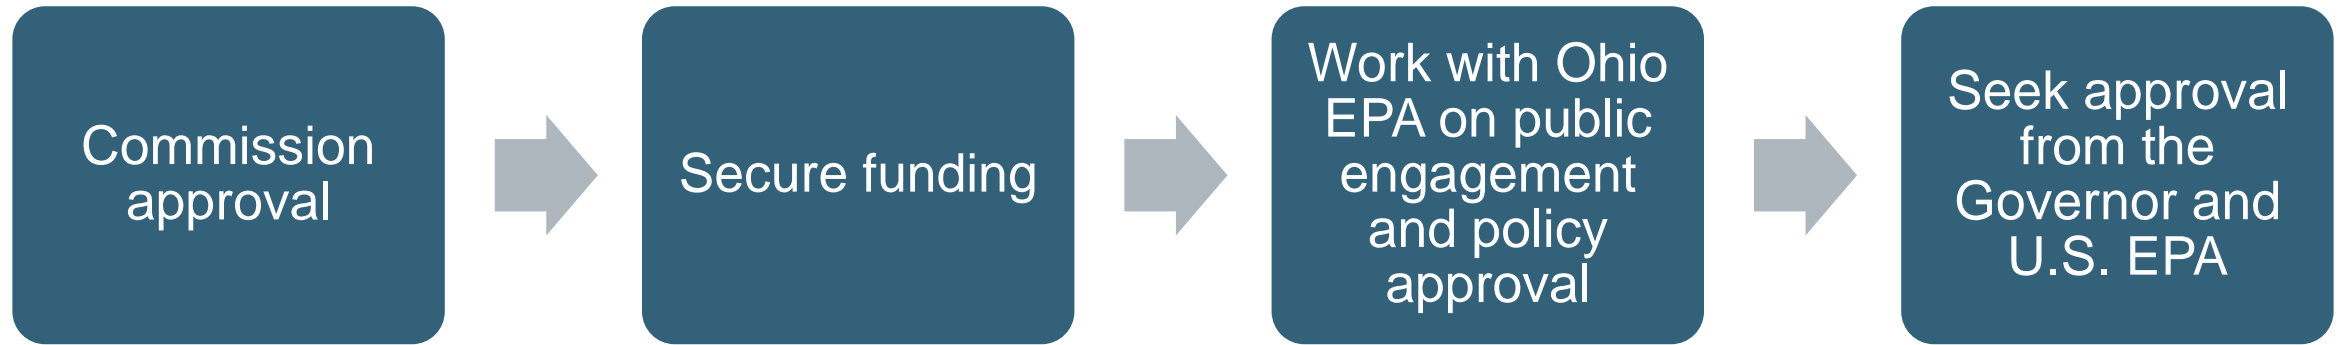 Commission
approval
Secure funding
Work with Ohio
EPA on public
engagement
and policy
approval
Seek approval
from the
Governor and
U.S. EPA